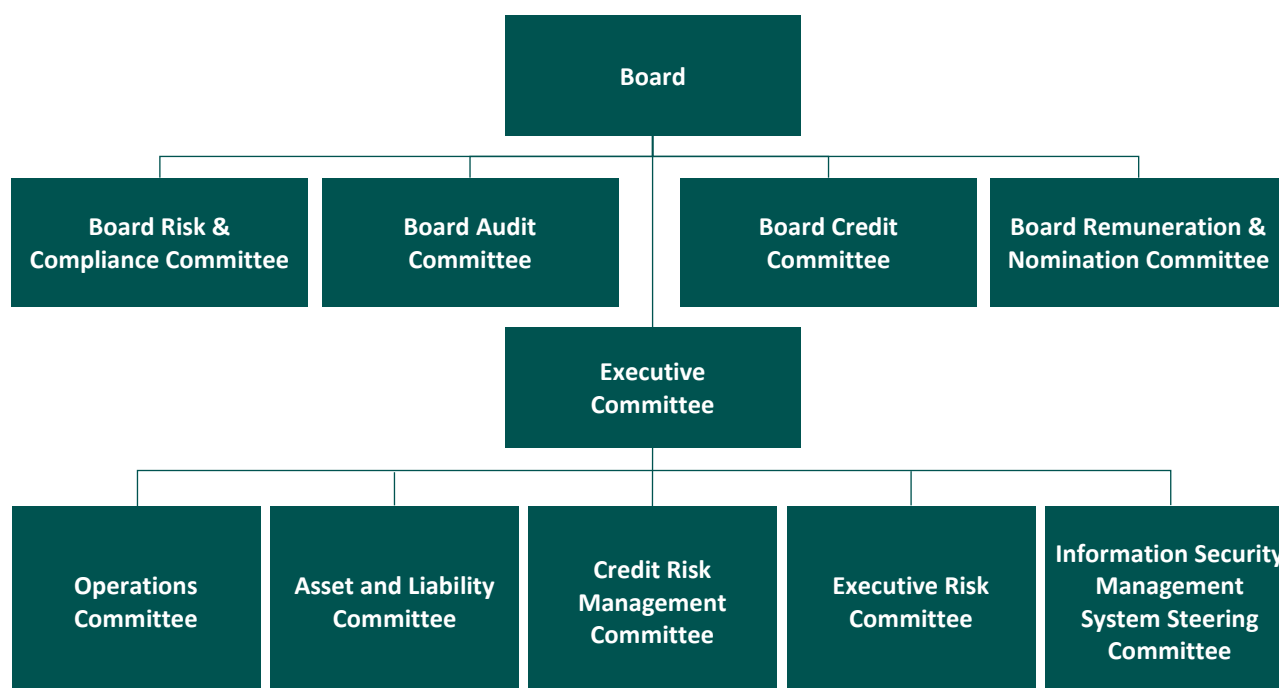 Board
Board Risk &
Compliance Committee
Board Audit
Committee
Board Credit
Committee
Board Remuneration &
Nomination Committee
Executive
Committee
Operations
Committee
Asset and Liability
Committee
Credit Risk
Management
Committee
Executive Risk
Committee
Information Security
Management
System Steering
Committee